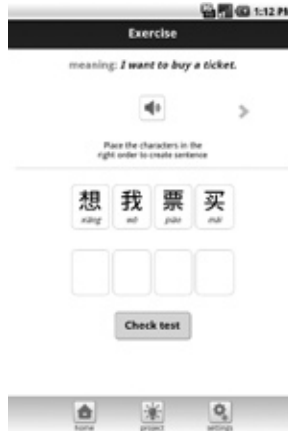 1:12 PM
Exercise
meaning: I want to buy a ticket.
Place the characters in the
right order to create sentence
想 我 票 买
xiǎng wǒ piào mǎi
Check test
home project settings